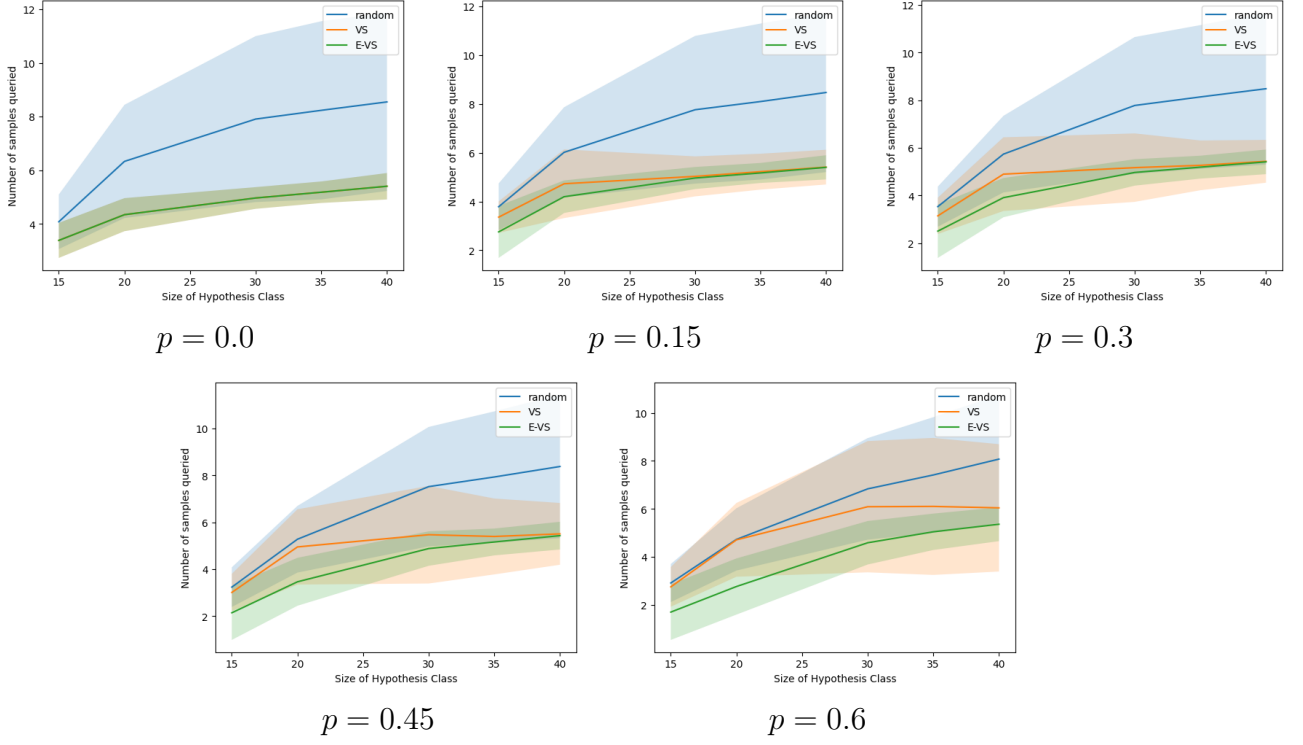 12
10
8
6
4
Number of samples queried
15 20 25 30 35 40
Size of Hypothesis Class
random
VS
E-VS
p = 0.0
12
10
8
6
4
2
Number of samples queried
15 20 25 30 35 40
Size of Hypothesis Class
random
VS
E-VS
p = 0.15
12
10
8
6
4
2
Number of samples queried
15 20 25 30 35 40
Size of Hypothesis Class
random
VS
E-VS
p = 0.3
10
8
6
4
2
Number of samples queried
15 20 25 30 35 40
Size of Hypothesis Class
random
VS
E-VS
p = 0.45
10
8
6
4
2
Number of samples queried
15 20 25 30 35 40
Size of Hypothesis Class
random
VS
E-VS
p = 0.6